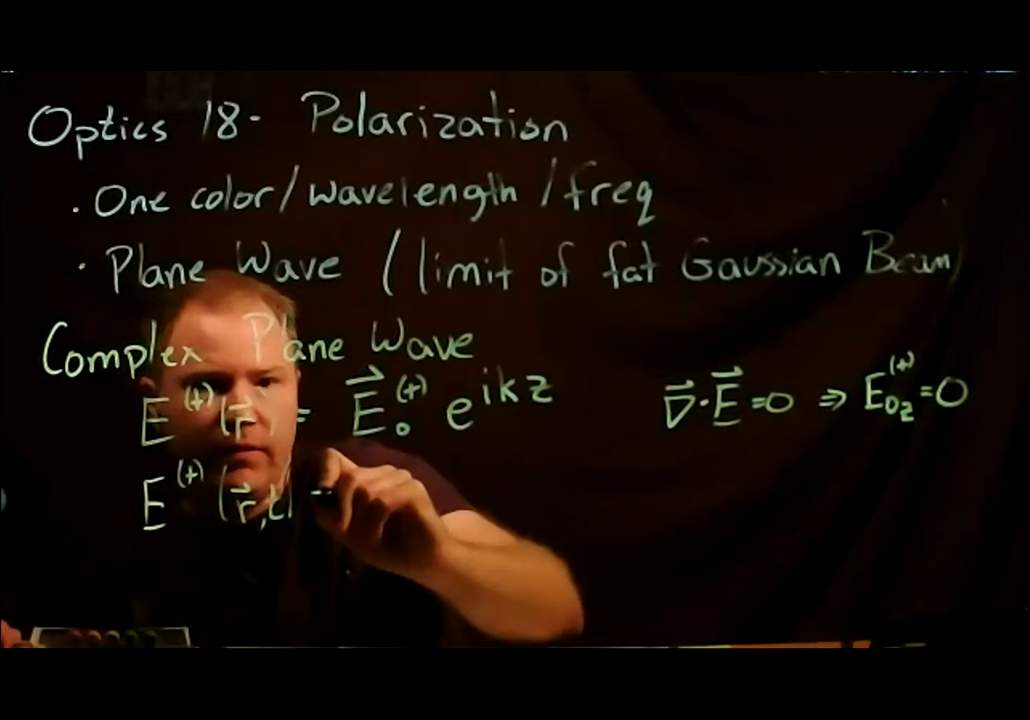 Optics 18- Polarization
· One color/wavelength/freq
· Plane Wave (limit of fat Gaussian Beam)
Complex Plane Wave
E⁽⁺⁾(r⃗) = E⃗₀⁽⁺⁾ e^{ikz} ∇⃗·E⃗=0 ⇒ E₀z⁽⁺⁾=0
E⁽⁺⁾(r⃗,t) =